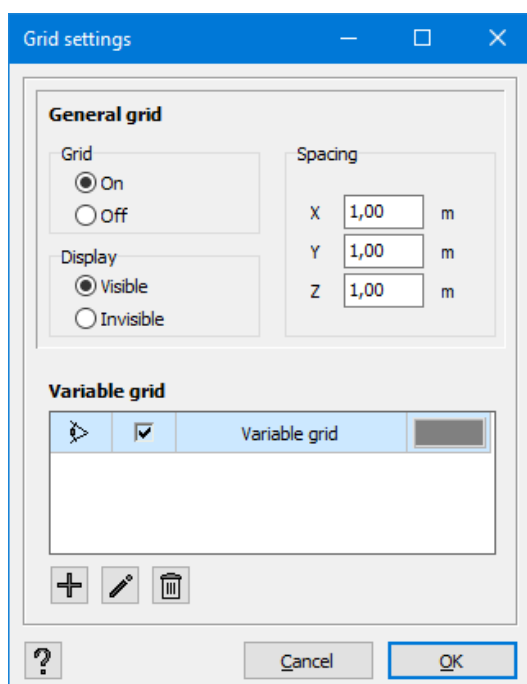 Grid settings
General grid
Grid
On
Off
Display
Visible
Invisible
Spacing
X 1,00 m
Y 1,00 m
Z 1,00 m
Variable grid
Variable grid
? Cancel OK